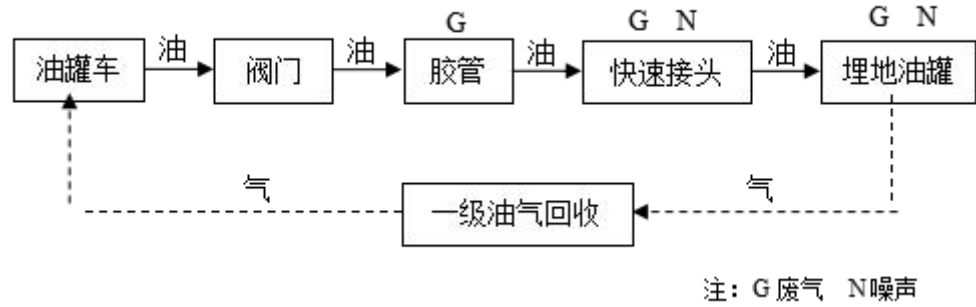 G G N G N
油罐车 油 阀门 油 胶管 油 快速接头 油 埋地油罐
气 一级油气回收 气
注：G 废气 N 噪声